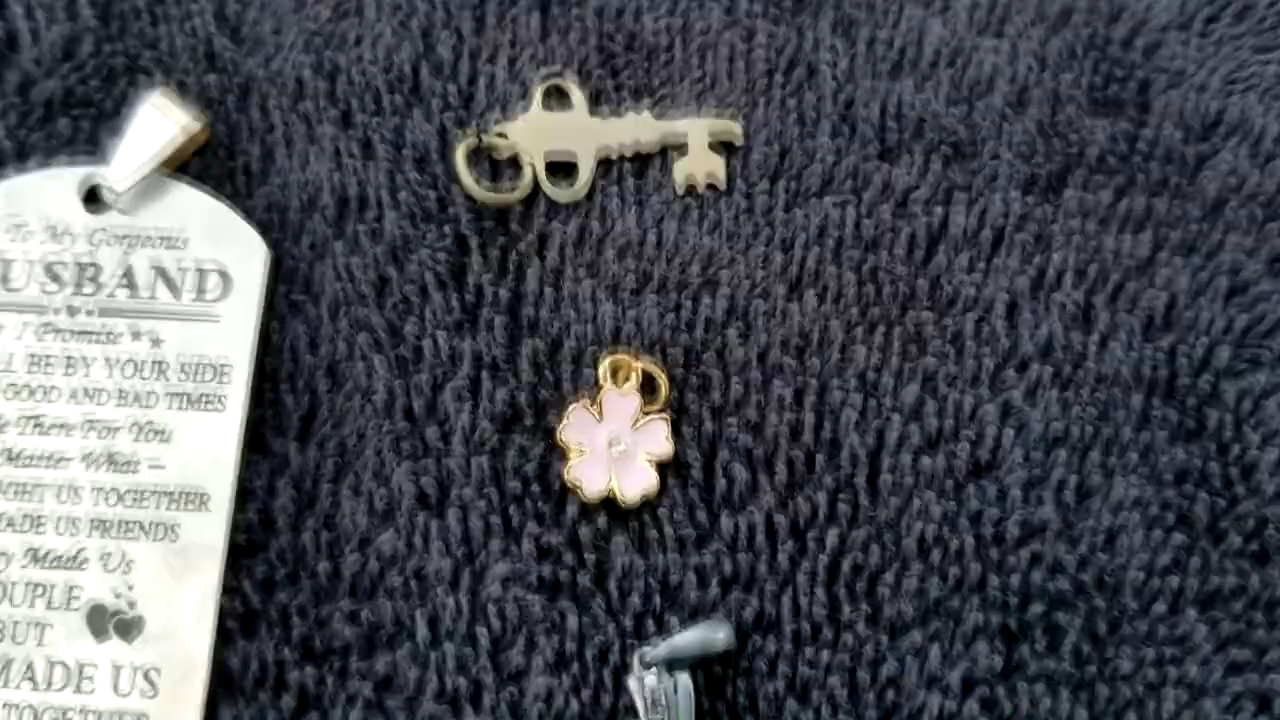 To My Gorgeous
USBAND
I Promise
BE BY YOUR SIDE
GOOD AND BAD TIMES
There For You
Matter What –
GHT US TOGETHER
ADE US FRIENDS
y Made Us
OUPLE
BUT
MADE US
TOGETHER